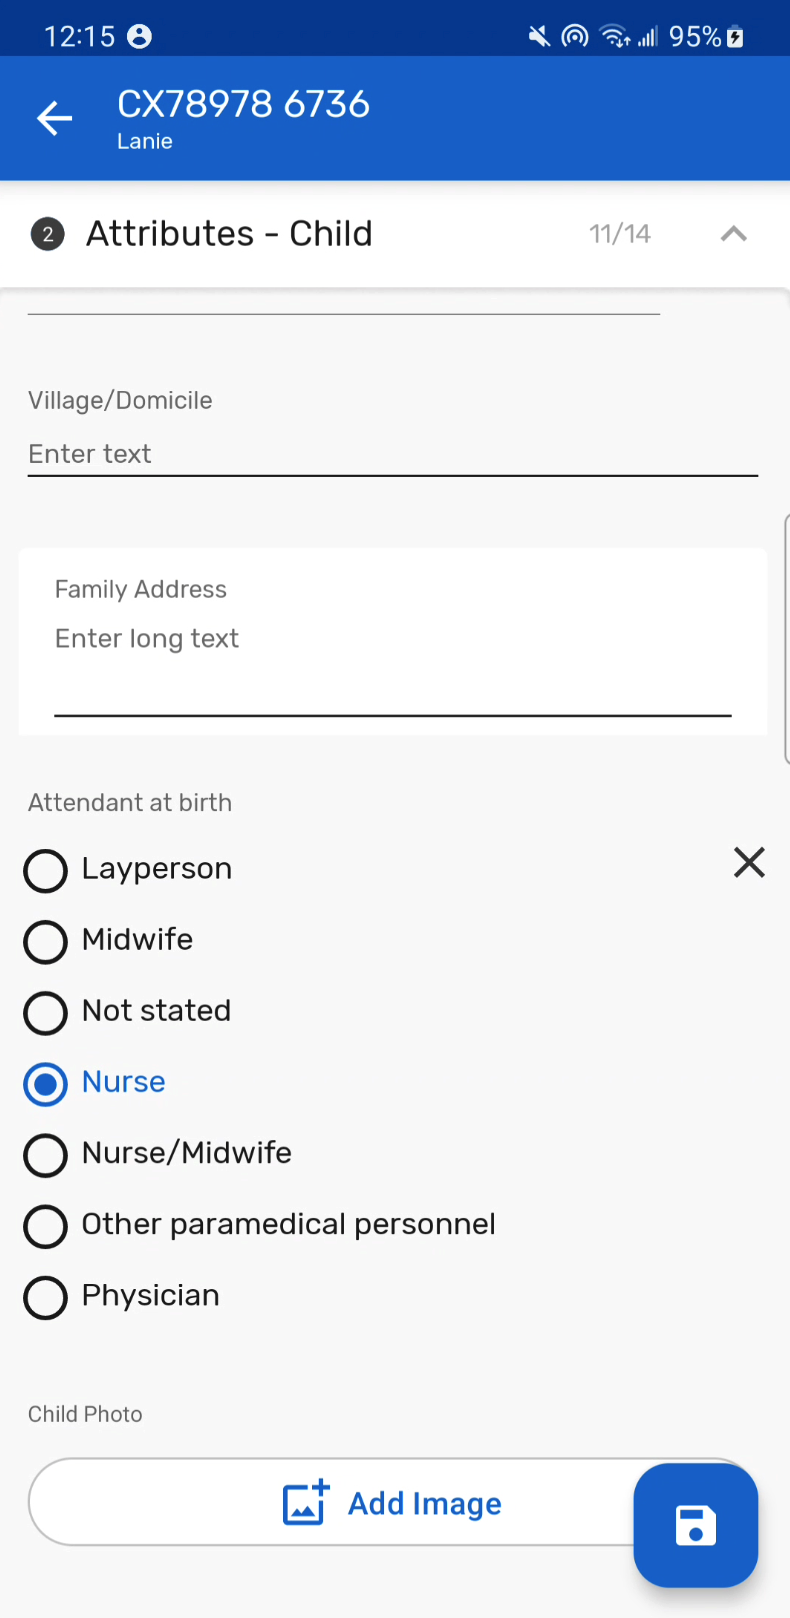 12:15 95%
CX78978 6736
Lanie
2 Attributes - Child 11/14
Village/Domicile
Enter text
Family Address
Enter long text
Attendant at birth
Layperson
Midwife
Not stated
Nurse
Nurse/Midwife
Other paramedical personnel
Physician
Child Photo
Add Image